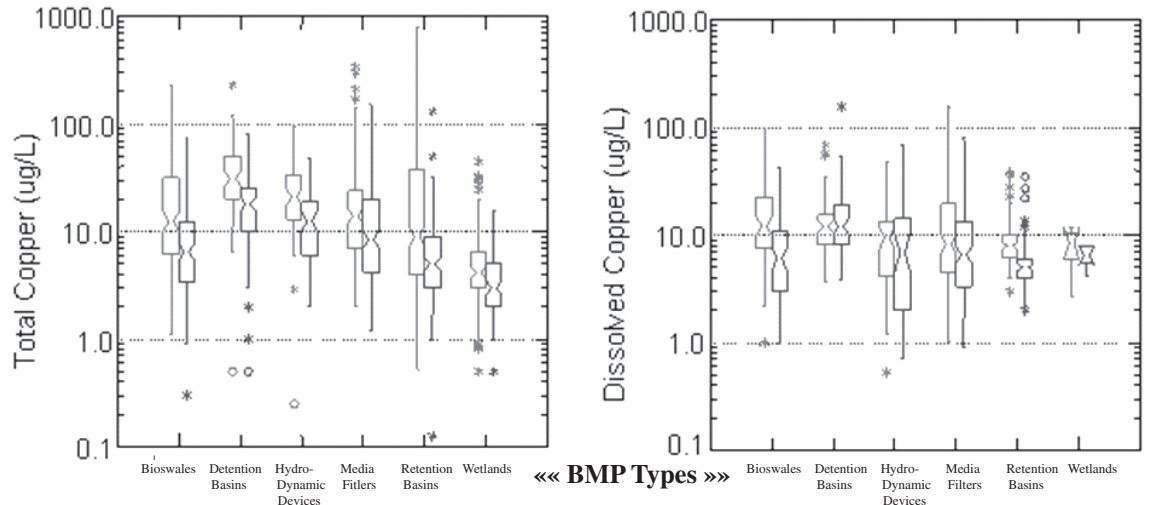 1000.0
100.0
10.0
1.0
0.1
Total Copper (ug/L)
Bioswales
Detention
Basins
Hydro-
Dynamic
Devices
Media
Fitlers
Retention
Basins
Wetlands
«« BMP Types »»
1000.0
100.0
10.0
1.0
0.1
Dissolved Copper (ug/L)
Bioswales
Detention
Basins
Hydro-
Dynamic
Devices
Media
Filters
Retention
Basins
Wetlands